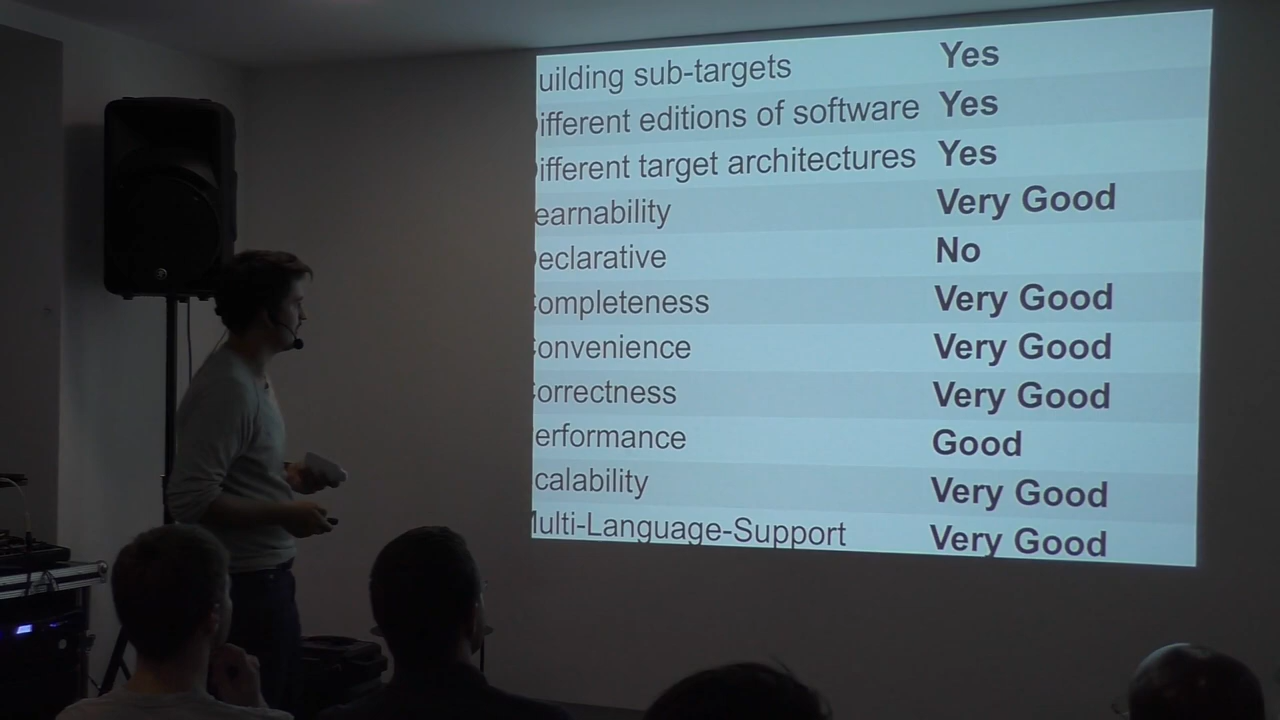 uilding sub-targets Yes
ifferent editions of software Yes
ifferent target architectures Yes
earnability Very Good
eclarative No
ompleteness Very Good
onvenience Very Good
orrectness Very Good
erformance Good
calability Very Good
ulti-Language-Support Very Good